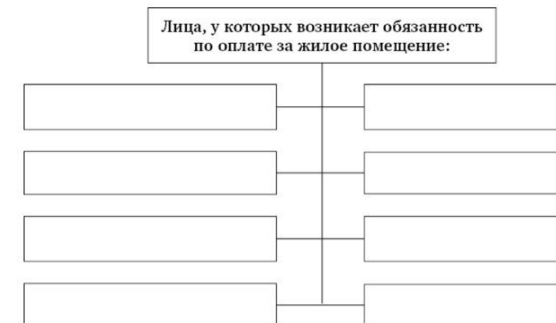 Лица, у которых возникает обязанность
по оплате за жилое помещение: